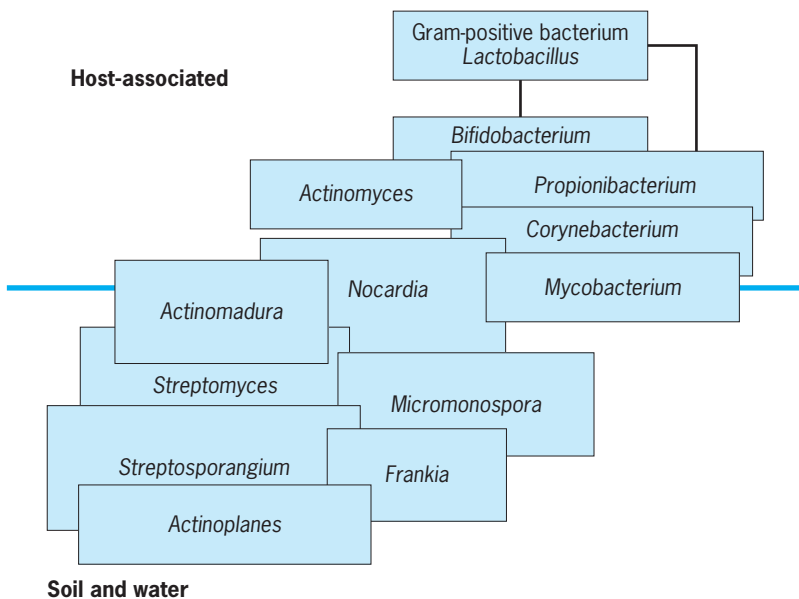 Gram-positive bacterium
Lactobacillus
Host-associated
Bifidobacterium
Propionibacterium
Actinomyces
Corynebacterium
Nocardia
Mycobacterium
Actinomadura
Streptomyces
Micromonospora
Streptosporangium
Frankia
Actinoplanes
Soil and water